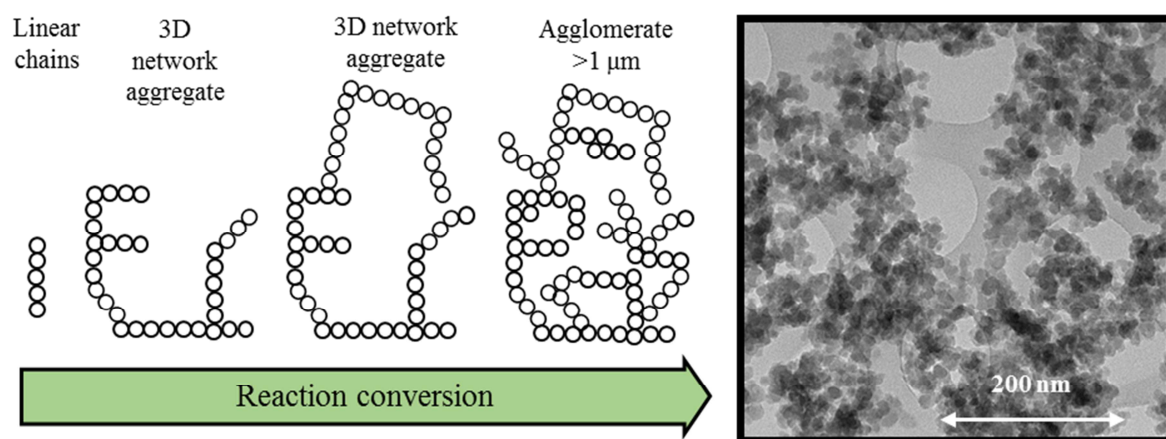 Linear
chains
3D
network
aggregate
3D network
aggregate
Agglomerate
>1 µm
Reaction conversion
200 nm